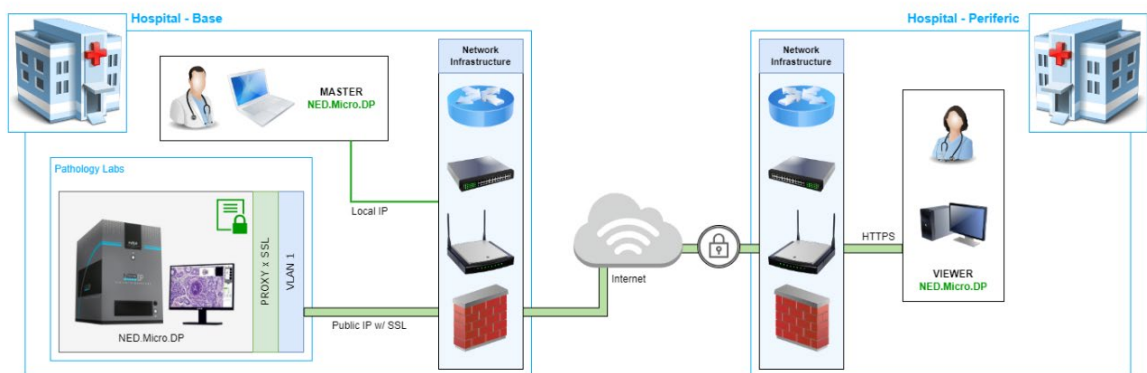 Hospital - Base
Hospital - Periferic
Network
Infrastructure
Network
Infrastructure
MASTER
NED.Micro.DP
Pathology Labs
Local IP
PROXY x SSL
VLAN 1
NED.Micro.DP
Public IP w/ SSL
Internet
HTTPS
VIEWER
NED.Micro.DP